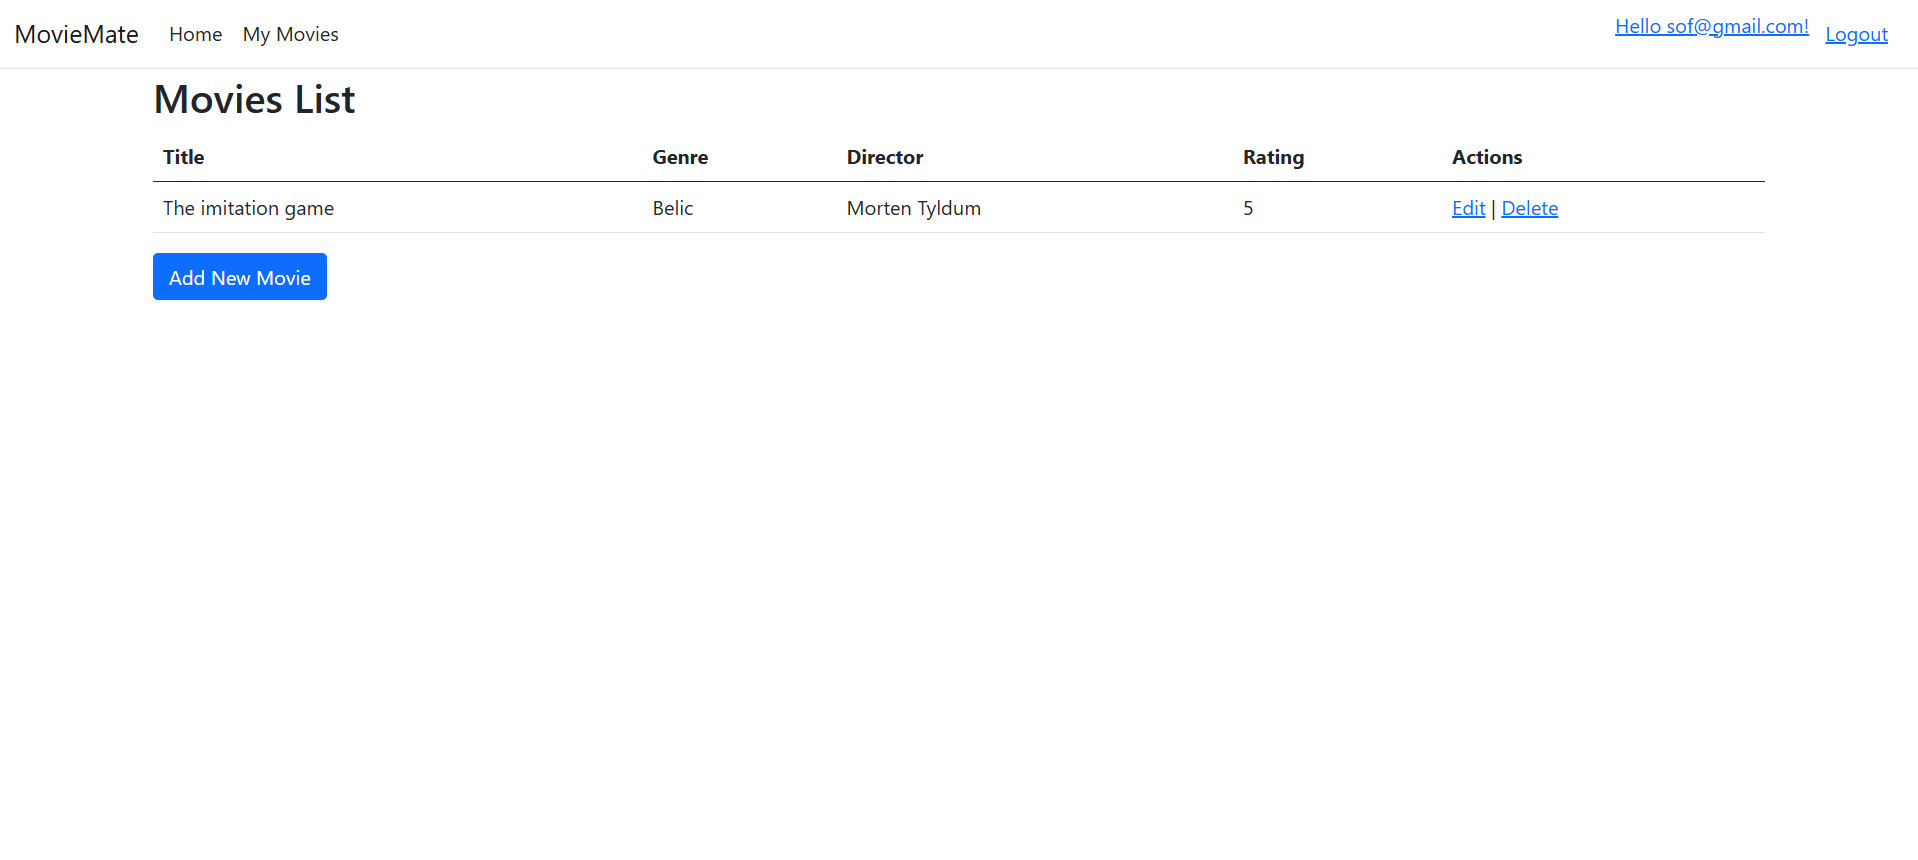 MovieMate Home My Movies Hello sof@gmail.com! Logout
Movies List
Title Genre Director Rating Actions
The imitation game Belic Morten Tyldum 5 Edit | Delete
Add New Movie